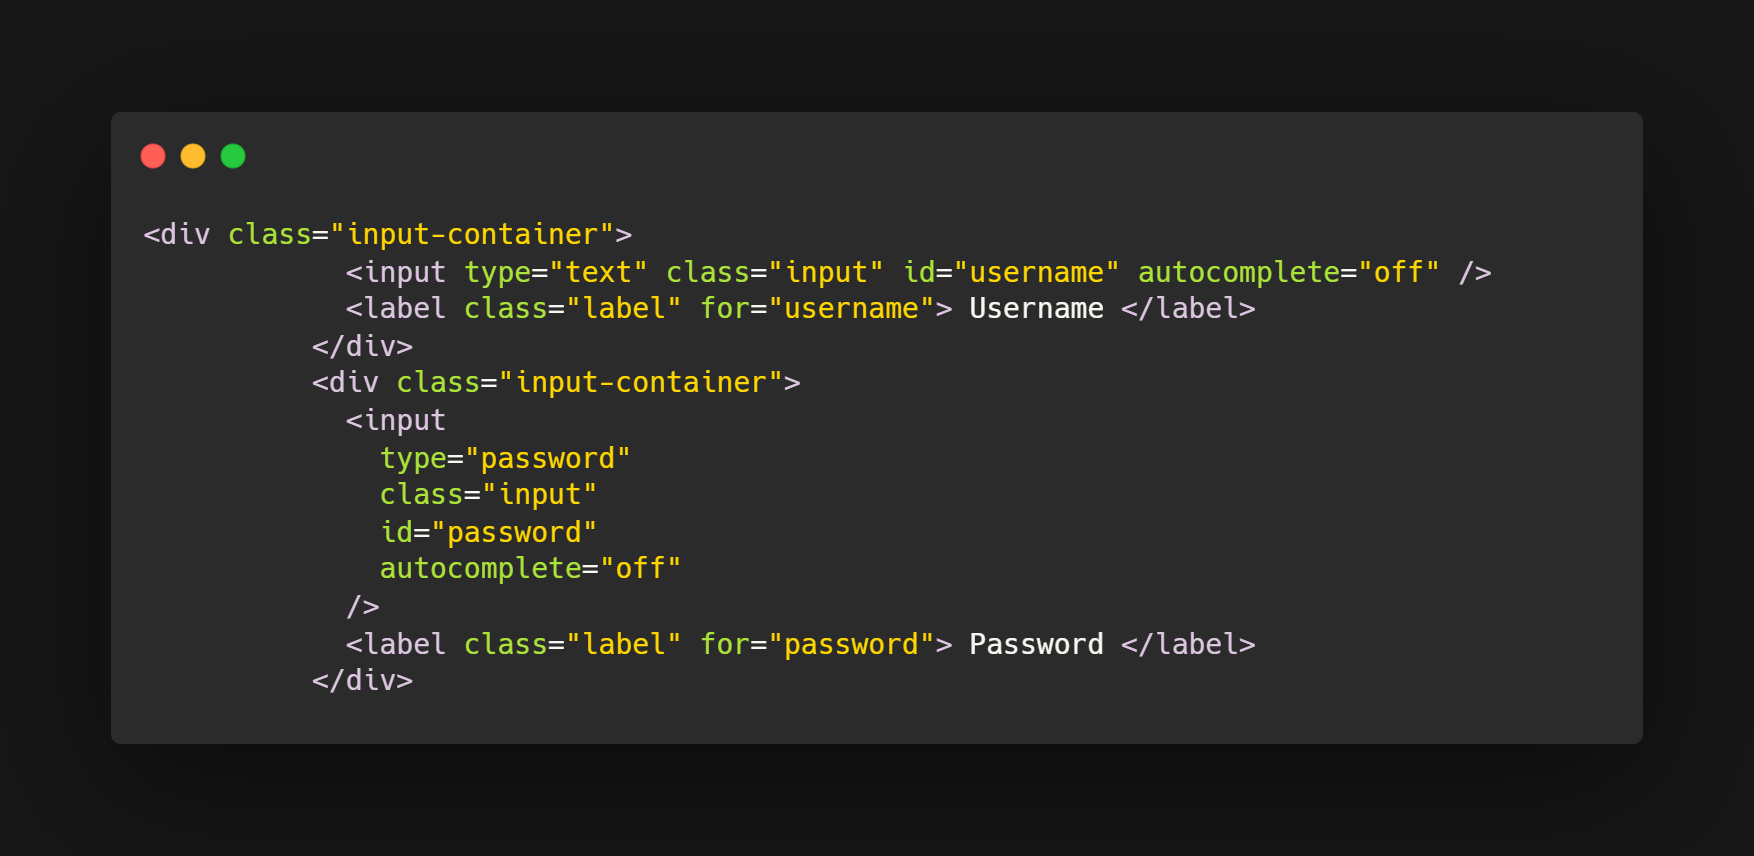 <div class="input-container">
            <input type="text" class="input" id="username" autocomplete="off" />
            <label class="label" for="username"> Username </label>
          </div>
          <div class="input-container">
            <input
              type="password"
              class="input"
              id="password"
              autocomplete="off"
            />
            <label class="label" for="password"> Password </label>
          </div>